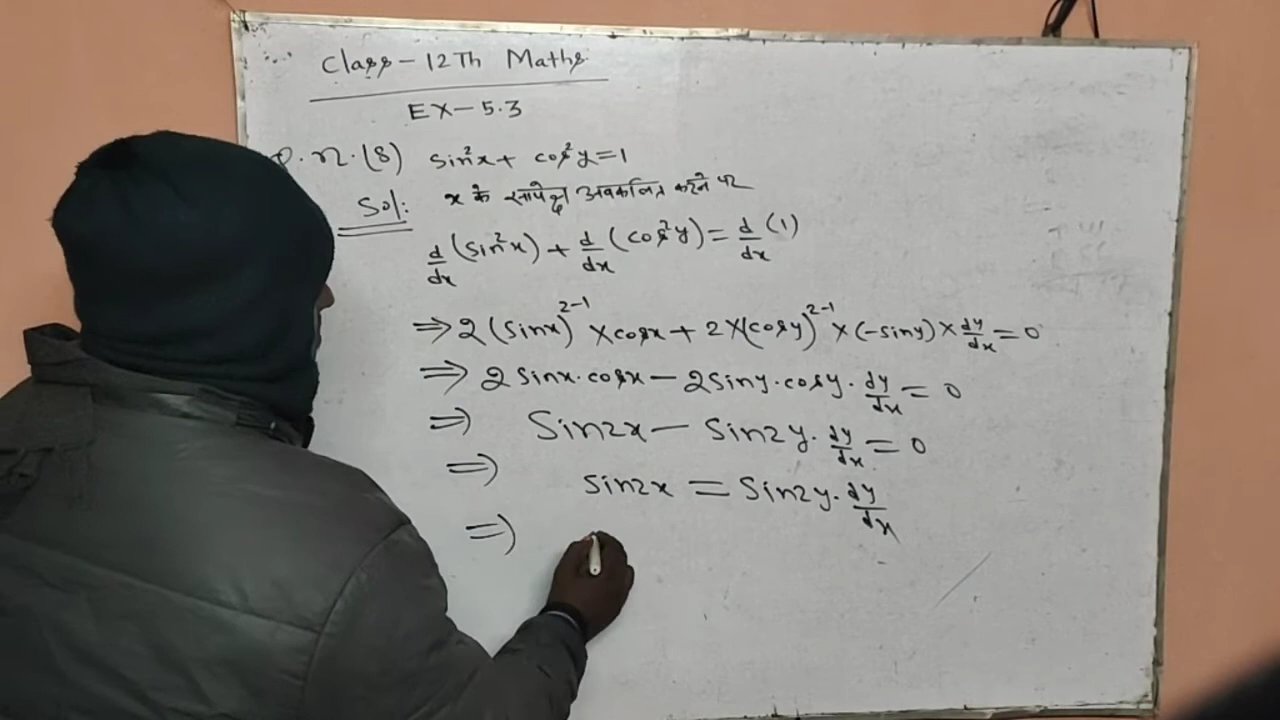 Class - 12Th Maths
EX - 5.3
(8) sin²x + cos²y = 1
Sol: x के सापेक्ष अवकलित करने पर
d/dx (sin²x) + d/dx (cos²y) = d/dx (1)
⇒ 2 (sinx)²⁻¹ × cosx + 2×(cosy)²⁻¹ × (-siny) × dy/dx = 0
⇒ 2 sinx · cosx - 2 siny · cosy · dy/dx = 0
⇒ Sin2x - Sin2y · dy/dx = 0
⇒ Sin2x = Sin2y · dy/dx
⇒